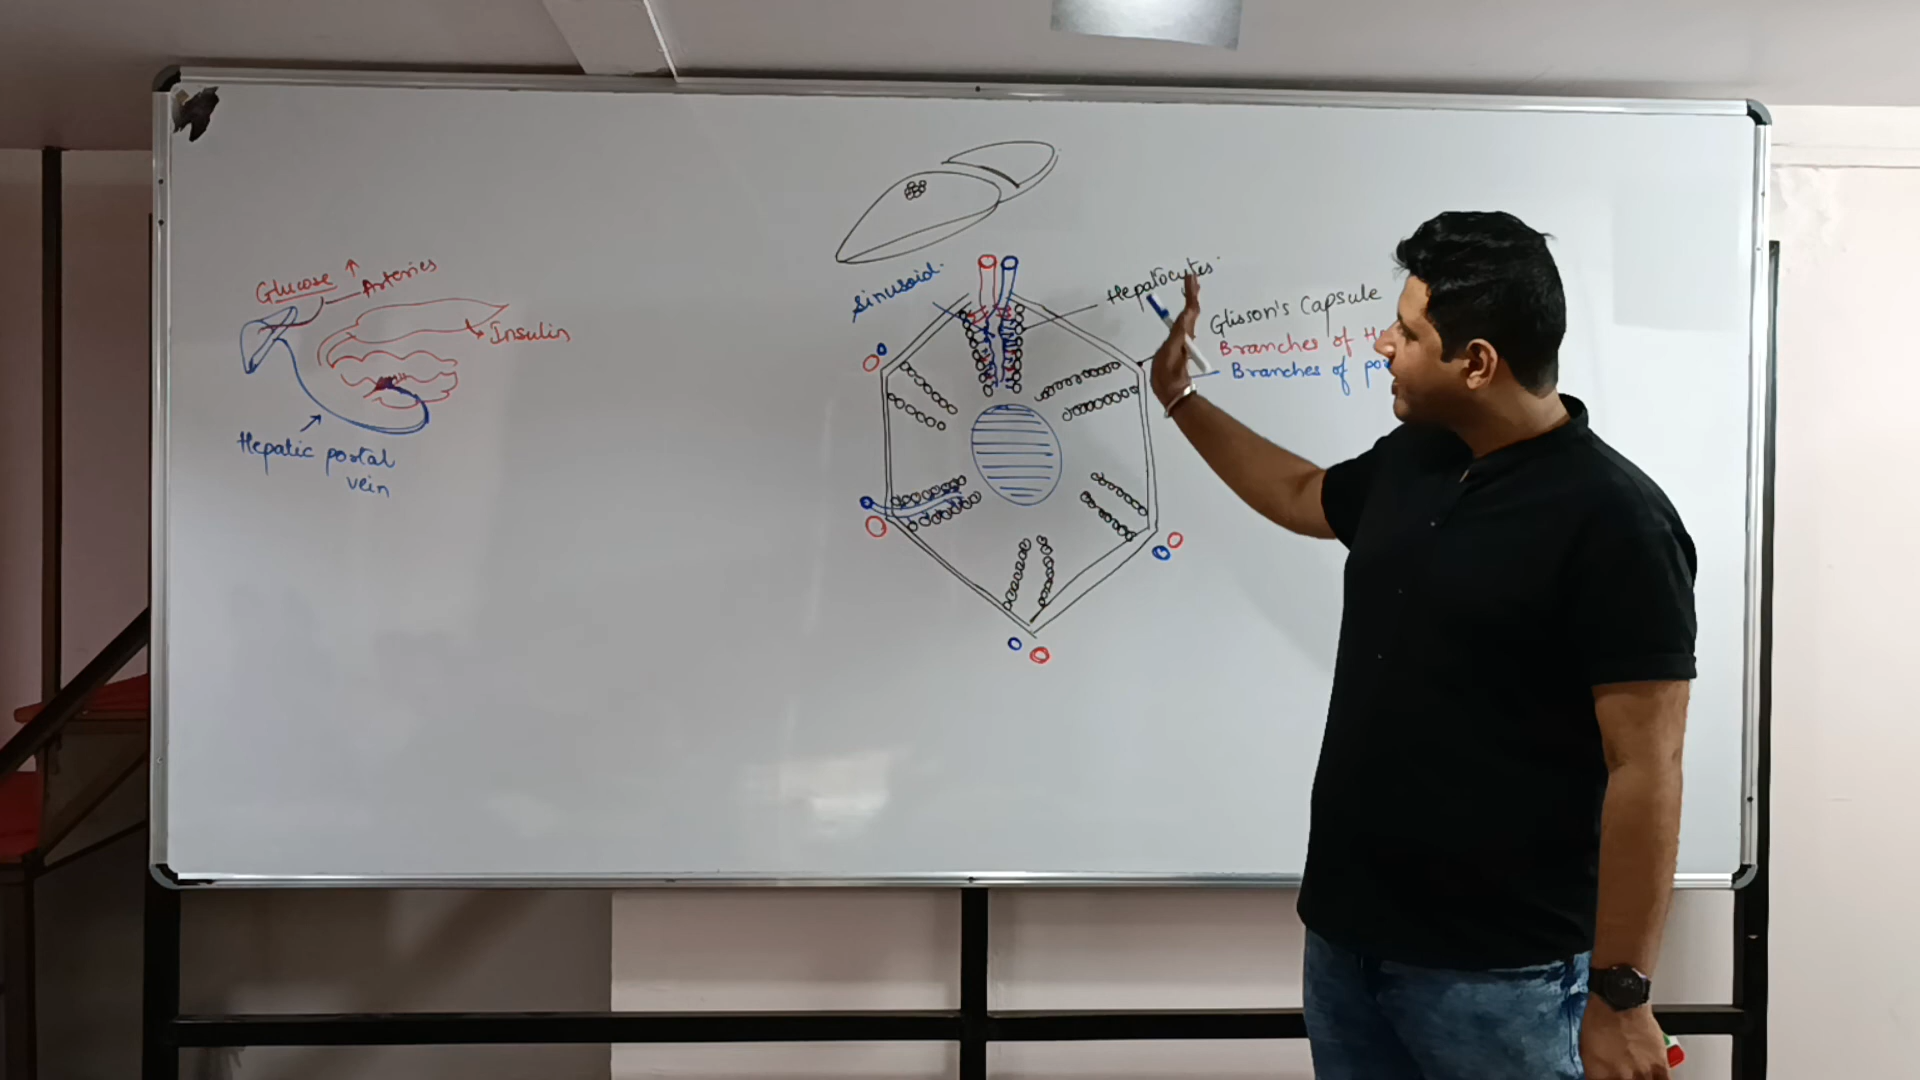 Glucose ↑
Arteries
Insulin
Hepatic portal
vein
Sinusoid.
Hepatocytes.
Glisson's Capsule
Branches of
Branches of